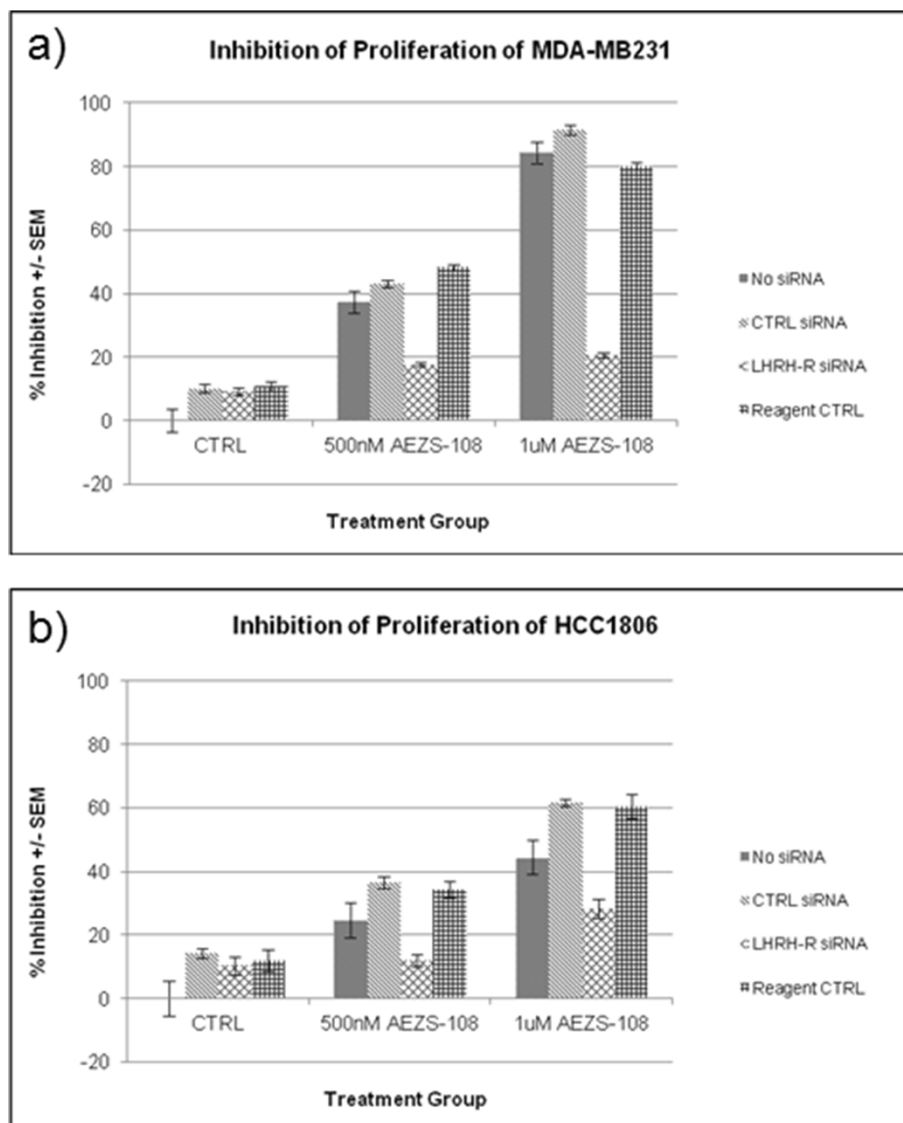 a)
Inhibition of Proliferation of MDA-MB231
% Inhibition +/- SEM
100
80
60
40
20
0
-20
CTRL
500nM AEZS-108
1uM AEZS-108
Treatment Group
No siRNA
CTRL siRNA
LHRH-R siRNA
Reagent CTRL
b)
Inhibition of Proliferation of HCC1806
% Inhibition +/- SEM
100
80
60
40
20
0
-20
CTRL
500nM AEZS-108
1uM AEZS-108
Treatment Group
No siRNA
CTRL siRNA
LHRH-R siRNA
Reagent CTRL